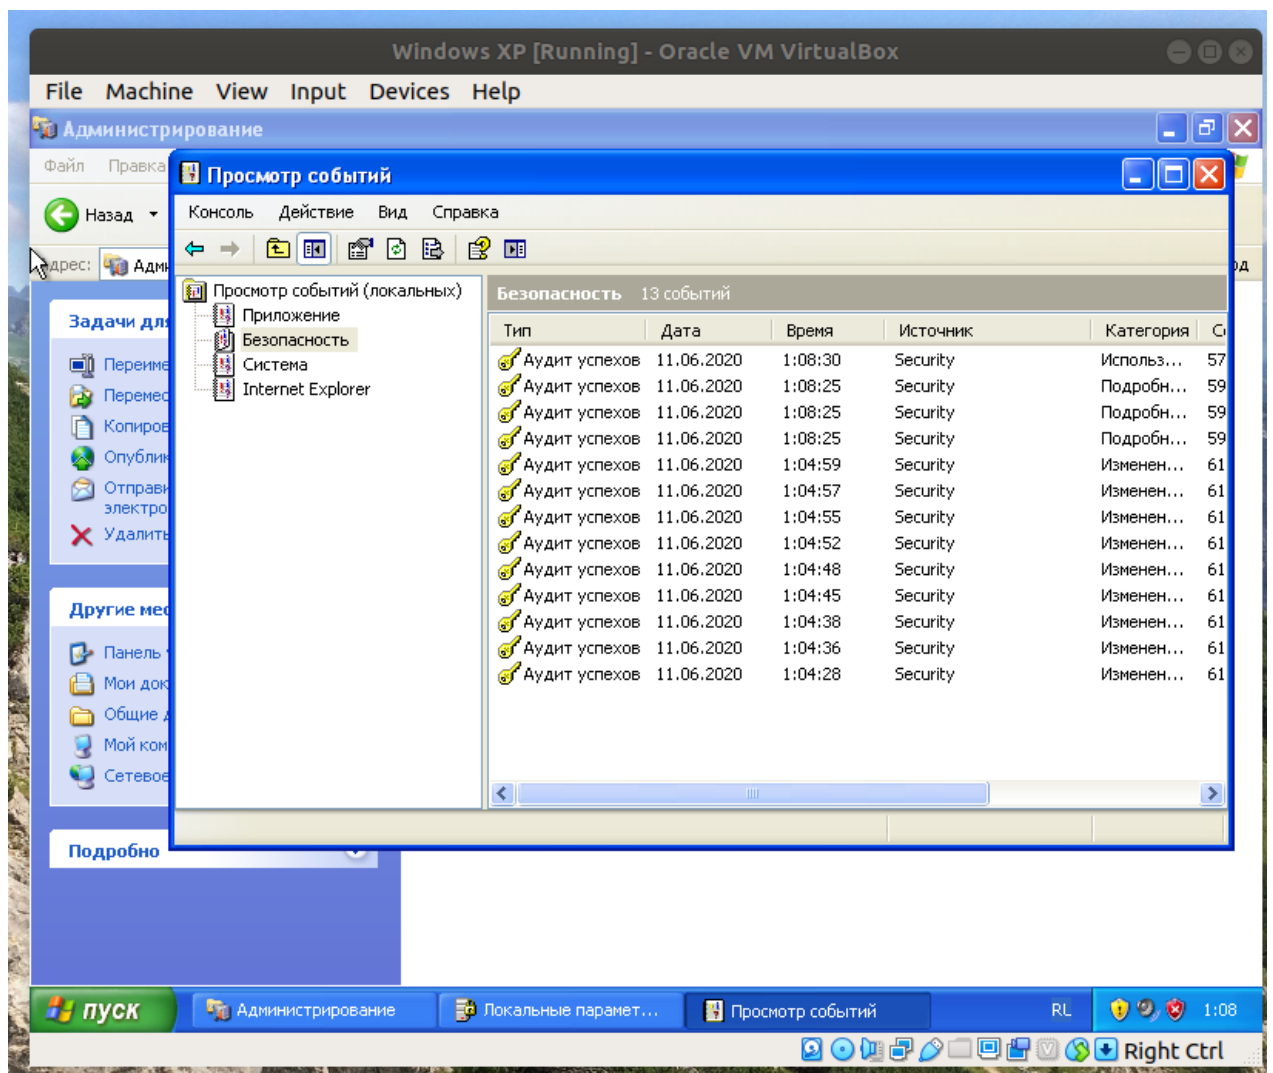 Windows XP [Running] - Oracle VM VirtualBox
File Machine View Input Devices Help
Администрирование
Файл Правка
Просмотр событий
Назад
Консоль Действие Вид Справка
дрес:
Просмотр событий (локальных)
Приложение
Безопасность
Система
Internet Explorer
Безопасность 13 событий
Тип Дата Время Источник Категория
Аудит успехов 11.06.2020 1:08:30 Security Использ... 57
Аудит успехов 11.06.2020 1:08:25 Security Подробн... 59
Аудит успехов 11.06.2020 1:08:25 Security Подробн... 59
Аудит успехов 11.06.2020 1:08:25 Security Подробн... 59
Аудит успехов 11.06.2020 1:04:59 Security Изменен... 61
Аудит успехов 11.06.2020 1:04:57 Security Изменен... 61
Аудит успехов 11.06.2020 1:04:55 Security Изменен... 61
Аудит успехов 11.06.2020 1:04:52 Security Изменен... 61
Аудит успехов 11.06.2020 1:04:48 Security Изменен... 61
Аудит успехов 11.06.2020 1:04:45 Security Изменен... 61
Аудит успехов 11.06.2020 1:04:38 Security Изменен... 61
Аудит успехов 11.06.2020 1:04:36 Security Изменен... 61
Аудит успехов 11.06.2020 1:04:28 Security Изменен... 61
Задачи для
Переиме
Перемес
Копиров
Опублик
Отправи
электро
Удалить
Другие мес
Панель
Мои док
Общие
Мой ком
Сетевое
Подробно
пуск Администрирование Локальные парамет... Просмотр событий RL 1:08
Right Ctrl